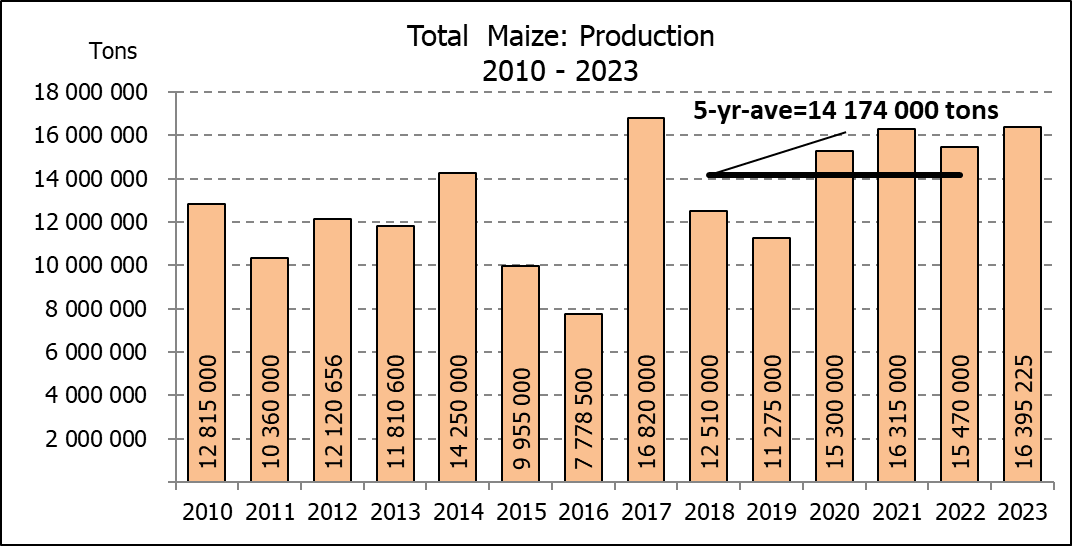 Total  Maize: Production
2010 - 2023
Tons
5-yr-ave=14 174 000 tons
18 000 000
16 000 000
14 000 000
12 000 000
10 000 000
8 000 000
6 000 000
4 000 000
2 000 000
12 815 000
10 360 000
12 120 656
11 810 600
14 250 000
9 955 000
7 778 500
16 820 000
12 510 000
11 275 000
15 300 000
16 315 000
15 470 000
16 395 225
2010 2011 2012 2013 2014 2015 2016 2017 2018 2019 2020 2021 2022 2023